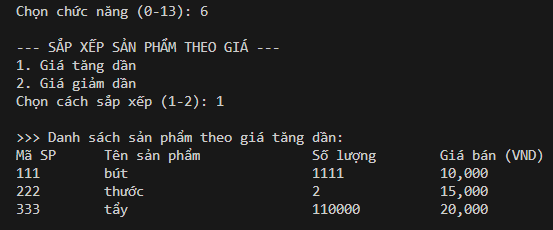 Chọn chức năng (0-13): 6
--- SẮP XẾP SẢN PHẨM THEO GIÁ ---
1. Giá tăng dần
2. Giá giảm dần
Chọn cách sắp xếp (1-2): 1
>>> Danh sách sản phẩm theo giá tăng dần:
Mã SP Tên sản phẩm Số lượng Giá bán (VND)
111 bút 1111 10,000
222 thước 2 15,000
333 tẩy 110000 20,000